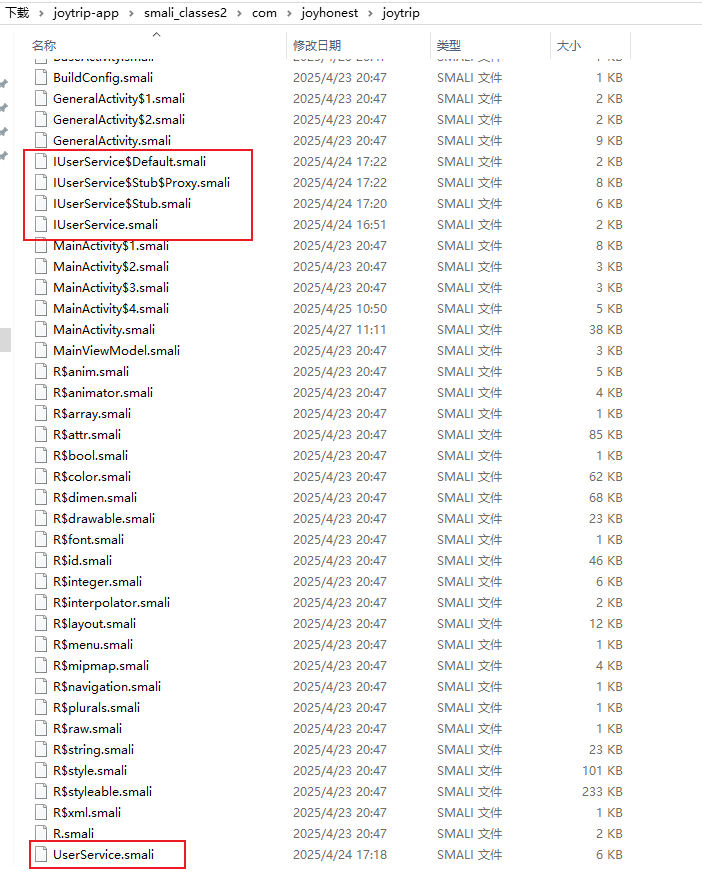 下载 › joytrip-app › smali_classes2 › com › joyhonest › joytrip
名称 修改日期 类型 大小
BaseActivity.smali 2025/4/23 20:47 SMALI 文件 1 KB
BuildConfig.smali 2025/4/23 20:47 SMALI 文件 1 KB
GeneralActivity$1.smali 2025/4/23 20:47 SMALI 文件 2 KB
GeneralActivity$2.smali 2025/4/23 20:47 SMALI 文件 2 KB
GeneralActivity.smali 2025/4/23 20:47 SMALI 文件 9 KB
IUserService$Default.smali 2025/4/24 17:22 SMALI 文件 2 KB
IUserService$Stub$Proxy.smali 2025/4/24 17:22 SMALI 文件 8 KB
IUserService$Stub.smali 2025/4/24 17:20 SMALI 文件 6 KB
IUserService.smali 2025/4/24 16:51 SMALI 文件 2 KB
MainActivity$1.smali 2025/4/23 20:47 SMALI 文件 8 KB
MainActivity$2.smali 2025/4/23 20:47 SMALI 文件 3 KB
MainActivity$3.smali 2025/4/23 20:47 SMALI 文件 3 KB
MainActivity$4.smali 2025/4/25 10:50 SMALI 文件 5 KB
MainActivity.smali 2025/4/27 11:11 SMALI 文件 38 KB
MainViewModel.smali 2025/4/23 20:47 SMALI 文件 3 KB
R$anim.smali 2025/4/23 20:47 SMALI 文件 5 KB
R$animator.smali 2025/4/23 20:47 SMALI 文件 4 KB
R$array.smali 2025/4/23 20:47 SMALI 文件 1 KB
R$attr.smali 2025/4/23 20:47 SMALI 文件 85 KB
R$bool.smali 2025/4/23 20:47 SMALI 文件 1 KB
R$color.smali 2025/4/23 20:47 SMALI 文件 62 KB
R$dimen.smali 2025/4/23 20:47 SMALI 文件 68 KB
R$drawable.smali 2025/4/23 20:47 SMALI 文件 23 KB
R$font.smali 2025/4/23 20:47 SMALI 文件 1 KB
R$id.smali 2025/4/23 20:47 SMALI 文件 46 KB
R$integer.smali 2025/4/23 20:47 SMALI 文件 6 KB
R$interpolator.smali 2025/4/23 20:47 SMALI 文件 2 KB
R$layout.smali 2025/4/23 20:47 SMALI 文件 12 KB
R$menu.smali 2025/4/23 20:47 SMALI 文件 1 KB
R$mipmap.smali 2025/4/23 20:47 SMALI 文件 4 KB
R$navigation.smali 2025/4/23 20:47 SMALI 文件 1 KB
R$plurals.smali 2025/4/23 20:47 SMALI 文件 1 KB
R$raw.smali 2025/4/23 20:47 SMALI 文件 1 KB
R$string.smali 2025/4/23 20:47 SMALI 文件 23 KB
R$style.smali 2025/4/23 20:47 SMALI 文件 101 KB
R$styleable.smali 2025/4/23 20:47 SMALI 文件 233 KB
R$xml.smali 2025/4/23 20:47 SMALI 文件 1 KB
R.smali 2025/4/23 20:47 SMALI 文件 2 KB
UserService.smali 2025/4/24 17:18 SMALI 文件 6 KB